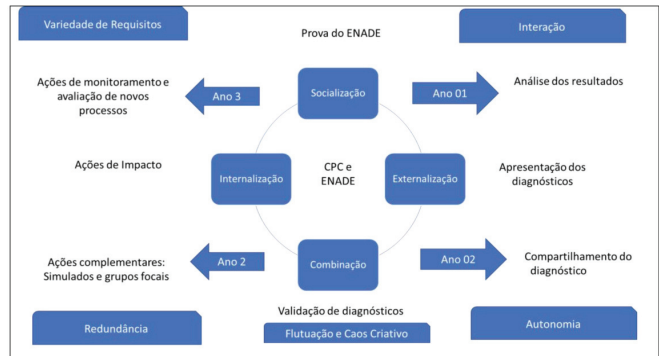 Variedade de Requisitos
Prova do ENADE
Interação
Ações de monitoramento e
avaliação de novos
processos
Ano 3
Socialização
Ano 01
Análise dos resultados
Ações de Impacto
Internalização
CPC e
ENADE
Externalização
Apresentação dos
diagnósticos
Ações complementares:
Simulados e grupos focais
Ano 2
Combinação
Ano 02
Compartilhamento do
diagnóstico
Validação de diagnósticos
Redundância
Flutuação e Caos Criativo
Autonomia